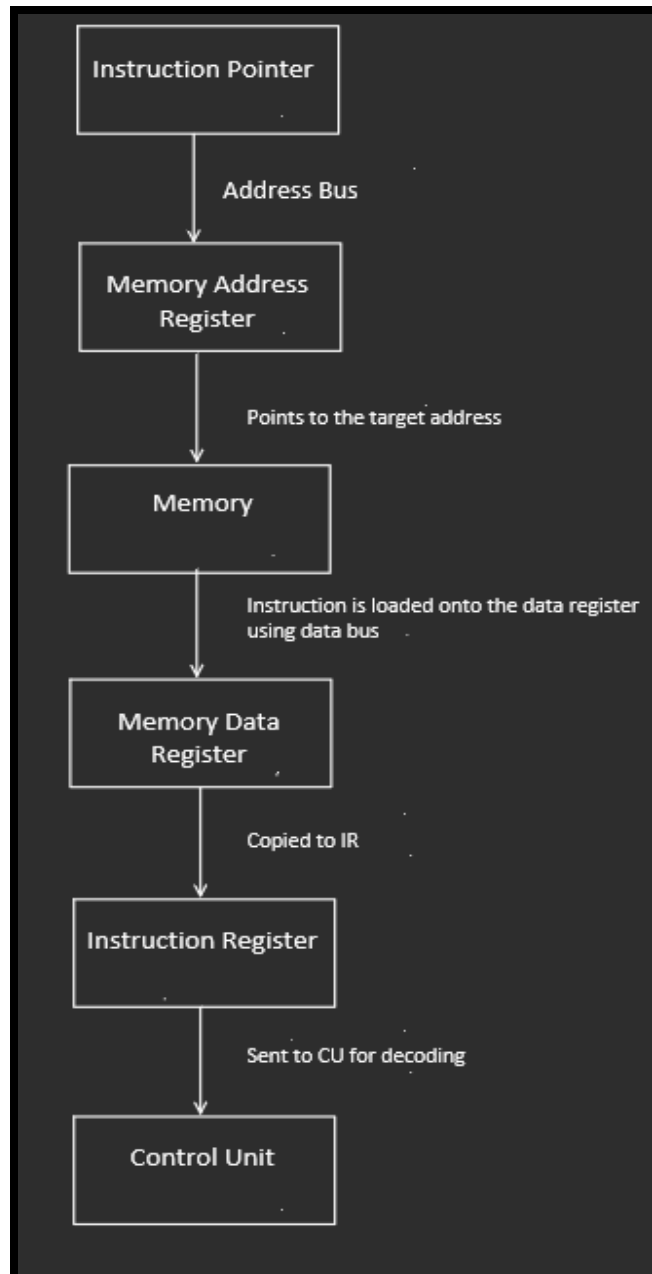 Instruction Pointer
Address Bus
Memory Address
Register
Points to the target address
Memory
Instruction is loaded onto the data register
using data bus
Memory Data
Register
Copied to IR
Instruction Register
Sent to CU for decoding
Control Unit